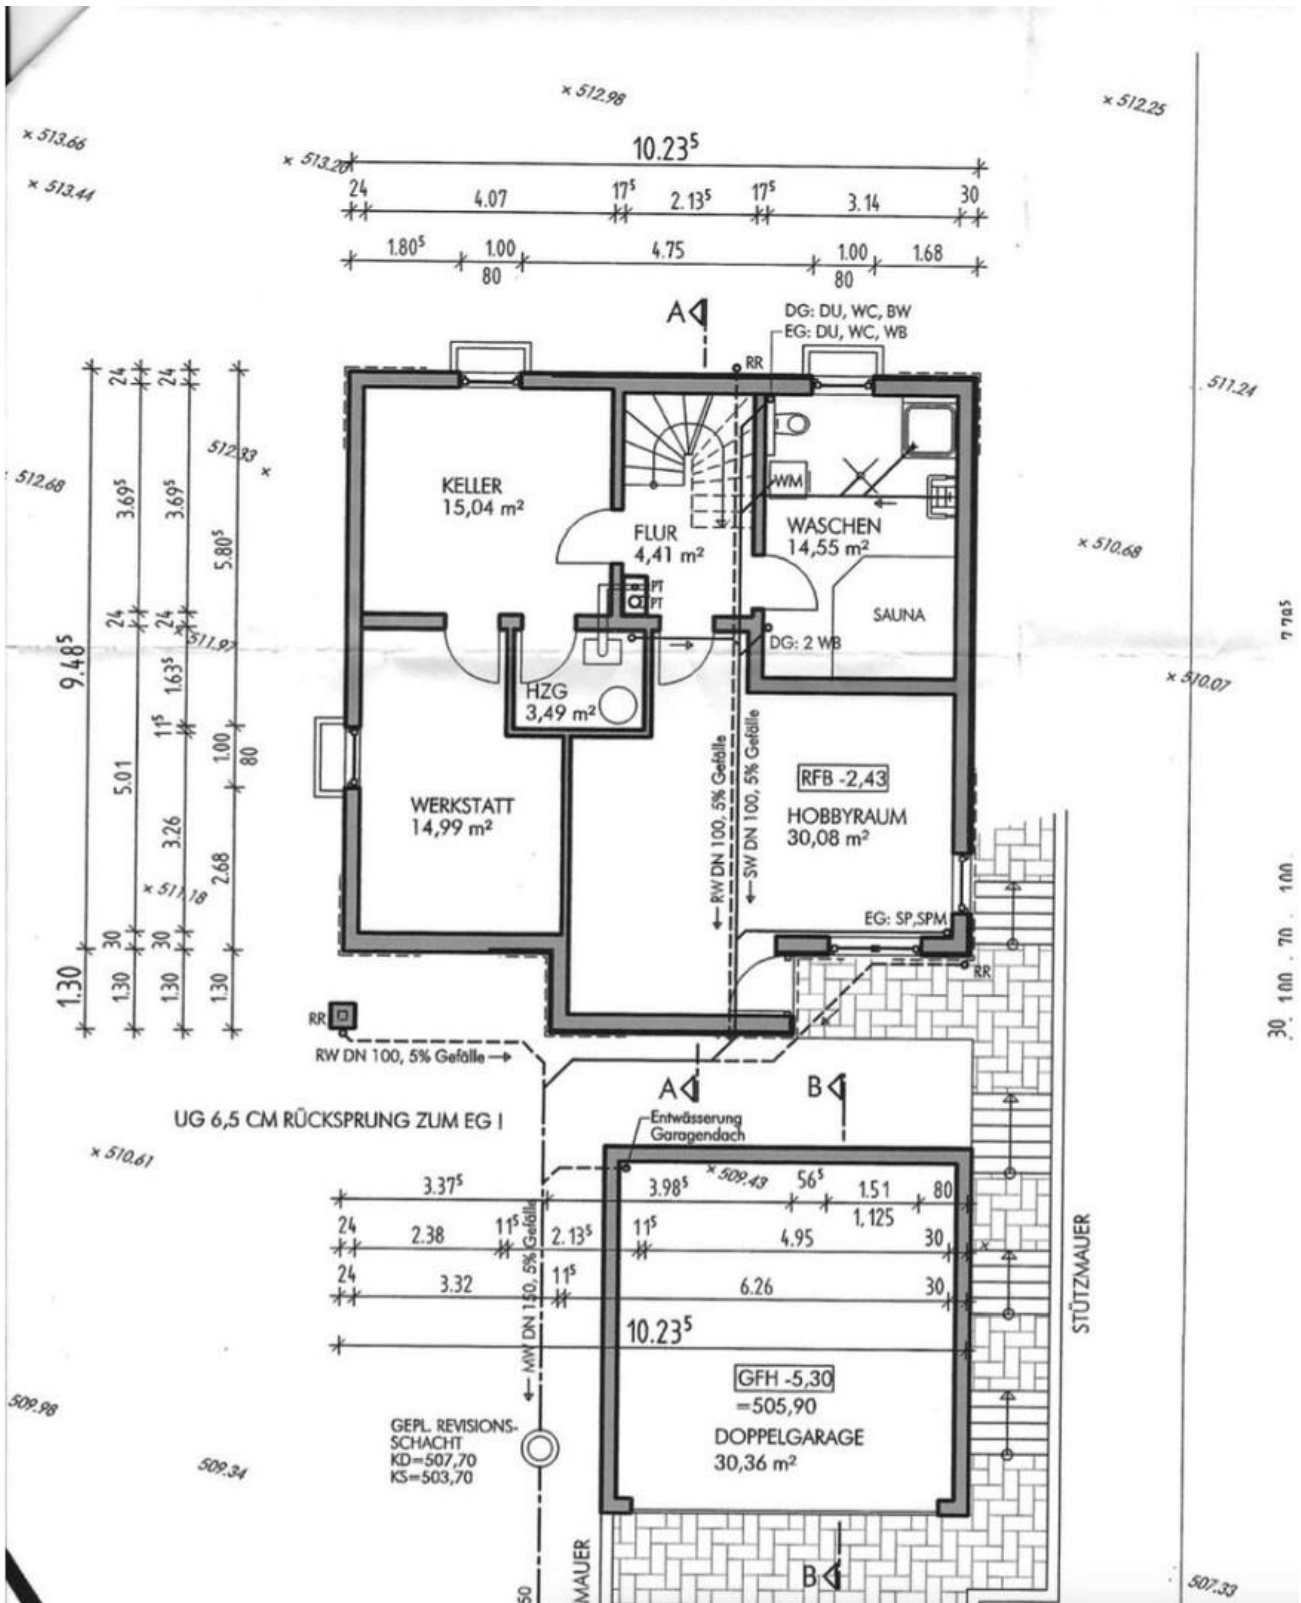 × 512.98
× 512.25
× 513.66
× 513.20
× 513.44
10.23⁵
24 4.07 17⁵ 2.13⁵ 17⁵ 3.14 30
1.80⁵ 1.00 4.75 1.00 1.68
80 80
A
DG: DU, WC, BW
EG: DU, WC, WB
RR
511.24
24 24
512.33 ×
512.68
3.69⁵ 3.69⁵ 5.80⁵
KELLER
15,04 m²
WM
FLUR
4,41 m²
WASCHEN
14,55 m²
× 510.68
PT
PT
SAUNA
24 24
× 511.97
DG: 2 WB
9.48⁵
1.63⁵
× 510.07
HZG
3,49 m²
11⁵
1.00
80
5.01
RW DN 100, 5% Gefälle
SW DN 100, 5% Gefälle
RFB -2,43
HOBBYRAUM
30,08 m²
WERKSTATT
14,99 m²
3.26
2.68
× 511.18
EG: SP,SPM
30 . 100 . 70 . 100
30 30
RR
1.30 1.30 1.30 1.30
RR
RW DN 100, 5% Gefälle
A
B
UG 6,5 CM RÜCKSPRUNG ZUM EG !
Entwässerung
Garagendach
× 510.61
× 509.43
3.37⁵ 3.98⁵ 56⁵ 1.51 80
1,125
24 2.38 11⁵ 2.13⁵ 11⁵ 4.95 30
24 3.32 11⁵ 6.26 30
MW DN 150, 5% Gefälle
10.23⁵
STÜTZMAUER
GFH -5,30
=505,90
DOPPELGARAGE
30,36 m²
509.98
GEPL. REVISIONS-
SCHACHT
KD=507,70
KS=503,70
509.34
B
MAUER
50
507.33